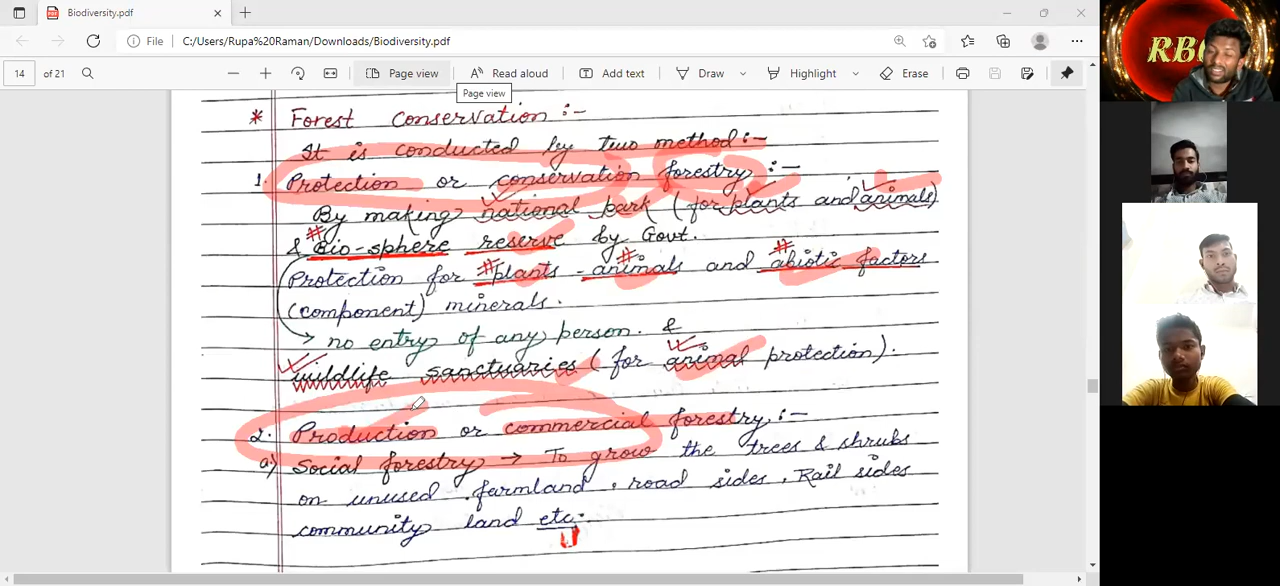 Biodiversity.pdf
File C:/Users/Rupa%20Raman/Downloads/Biodiversity.pdf
14 of 21 Page view Read aloud Add text Draw Highlight Erase
Page view
* Forest Conservation :-
It is conducted by two method :-
1. Protection or conservation forestry :-
By making national park (for plants and animals)
& Bio-sphere reserve by Govt.
Protection for plants - animals and abiotic factors
(component) minerals.
→ no entry of any person. &
wildlife sanctuaries (for animal protection).
2. Production or commercial forestry :-
a) Social forestry → To grow the trees & shrubs
on unused farmland, road sides, Rail sides
community land etc.
RBC